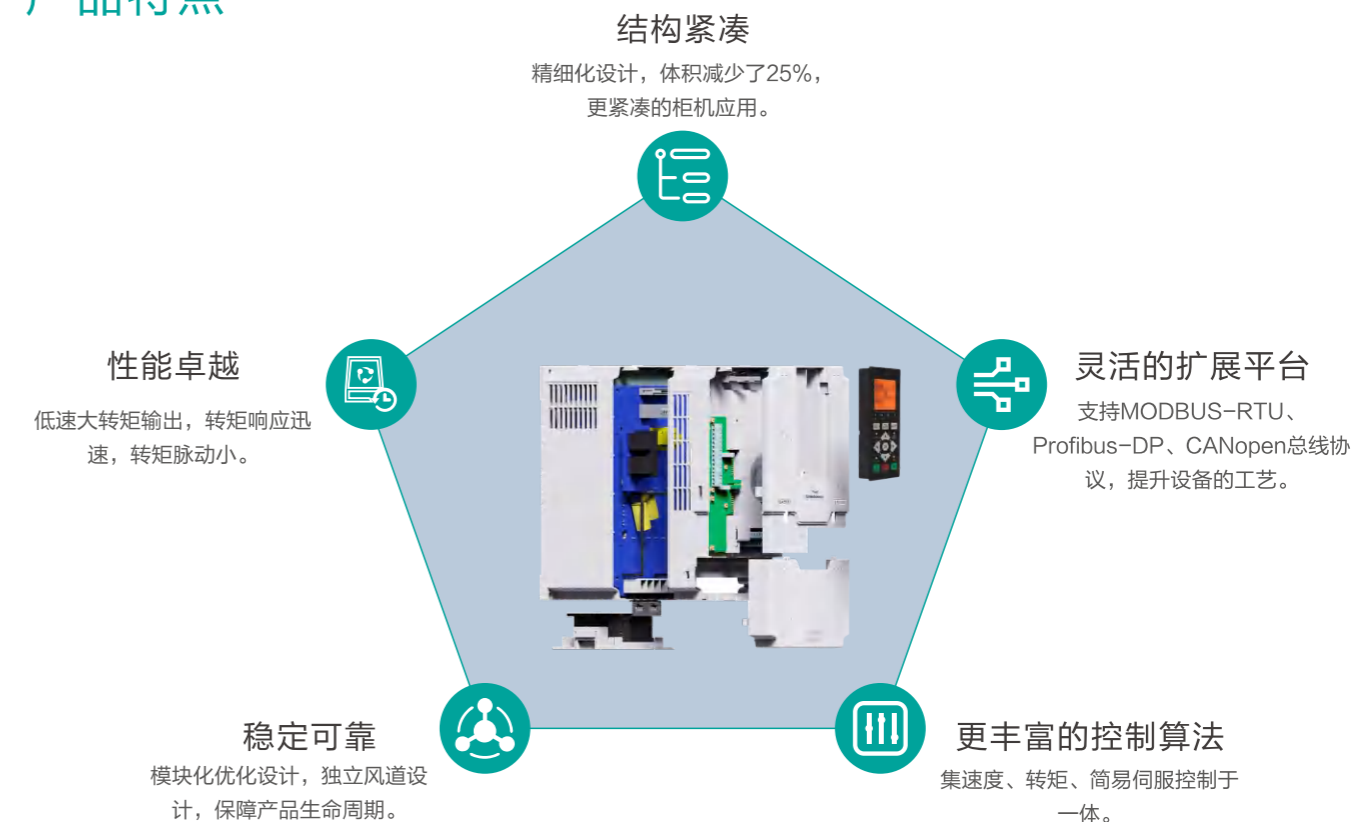 产品特点
结构紧凑
精细化设计，体积减少了25%，
更紧凑的柜机应用。
性能卓越
低速大转矩输出，转矩响应迅
速，转矩脉动小。
灵活的扩展平台
支持MODBUS-RTU、
Profibus-DP、CANopen总线协
议，提升设备的工艺。
稳定可靠
模块化优化设计，独立风道设
计，保障产品生命周期。
更丰富的控制算法
集速度、转矩、简易伺服控制于
一体。